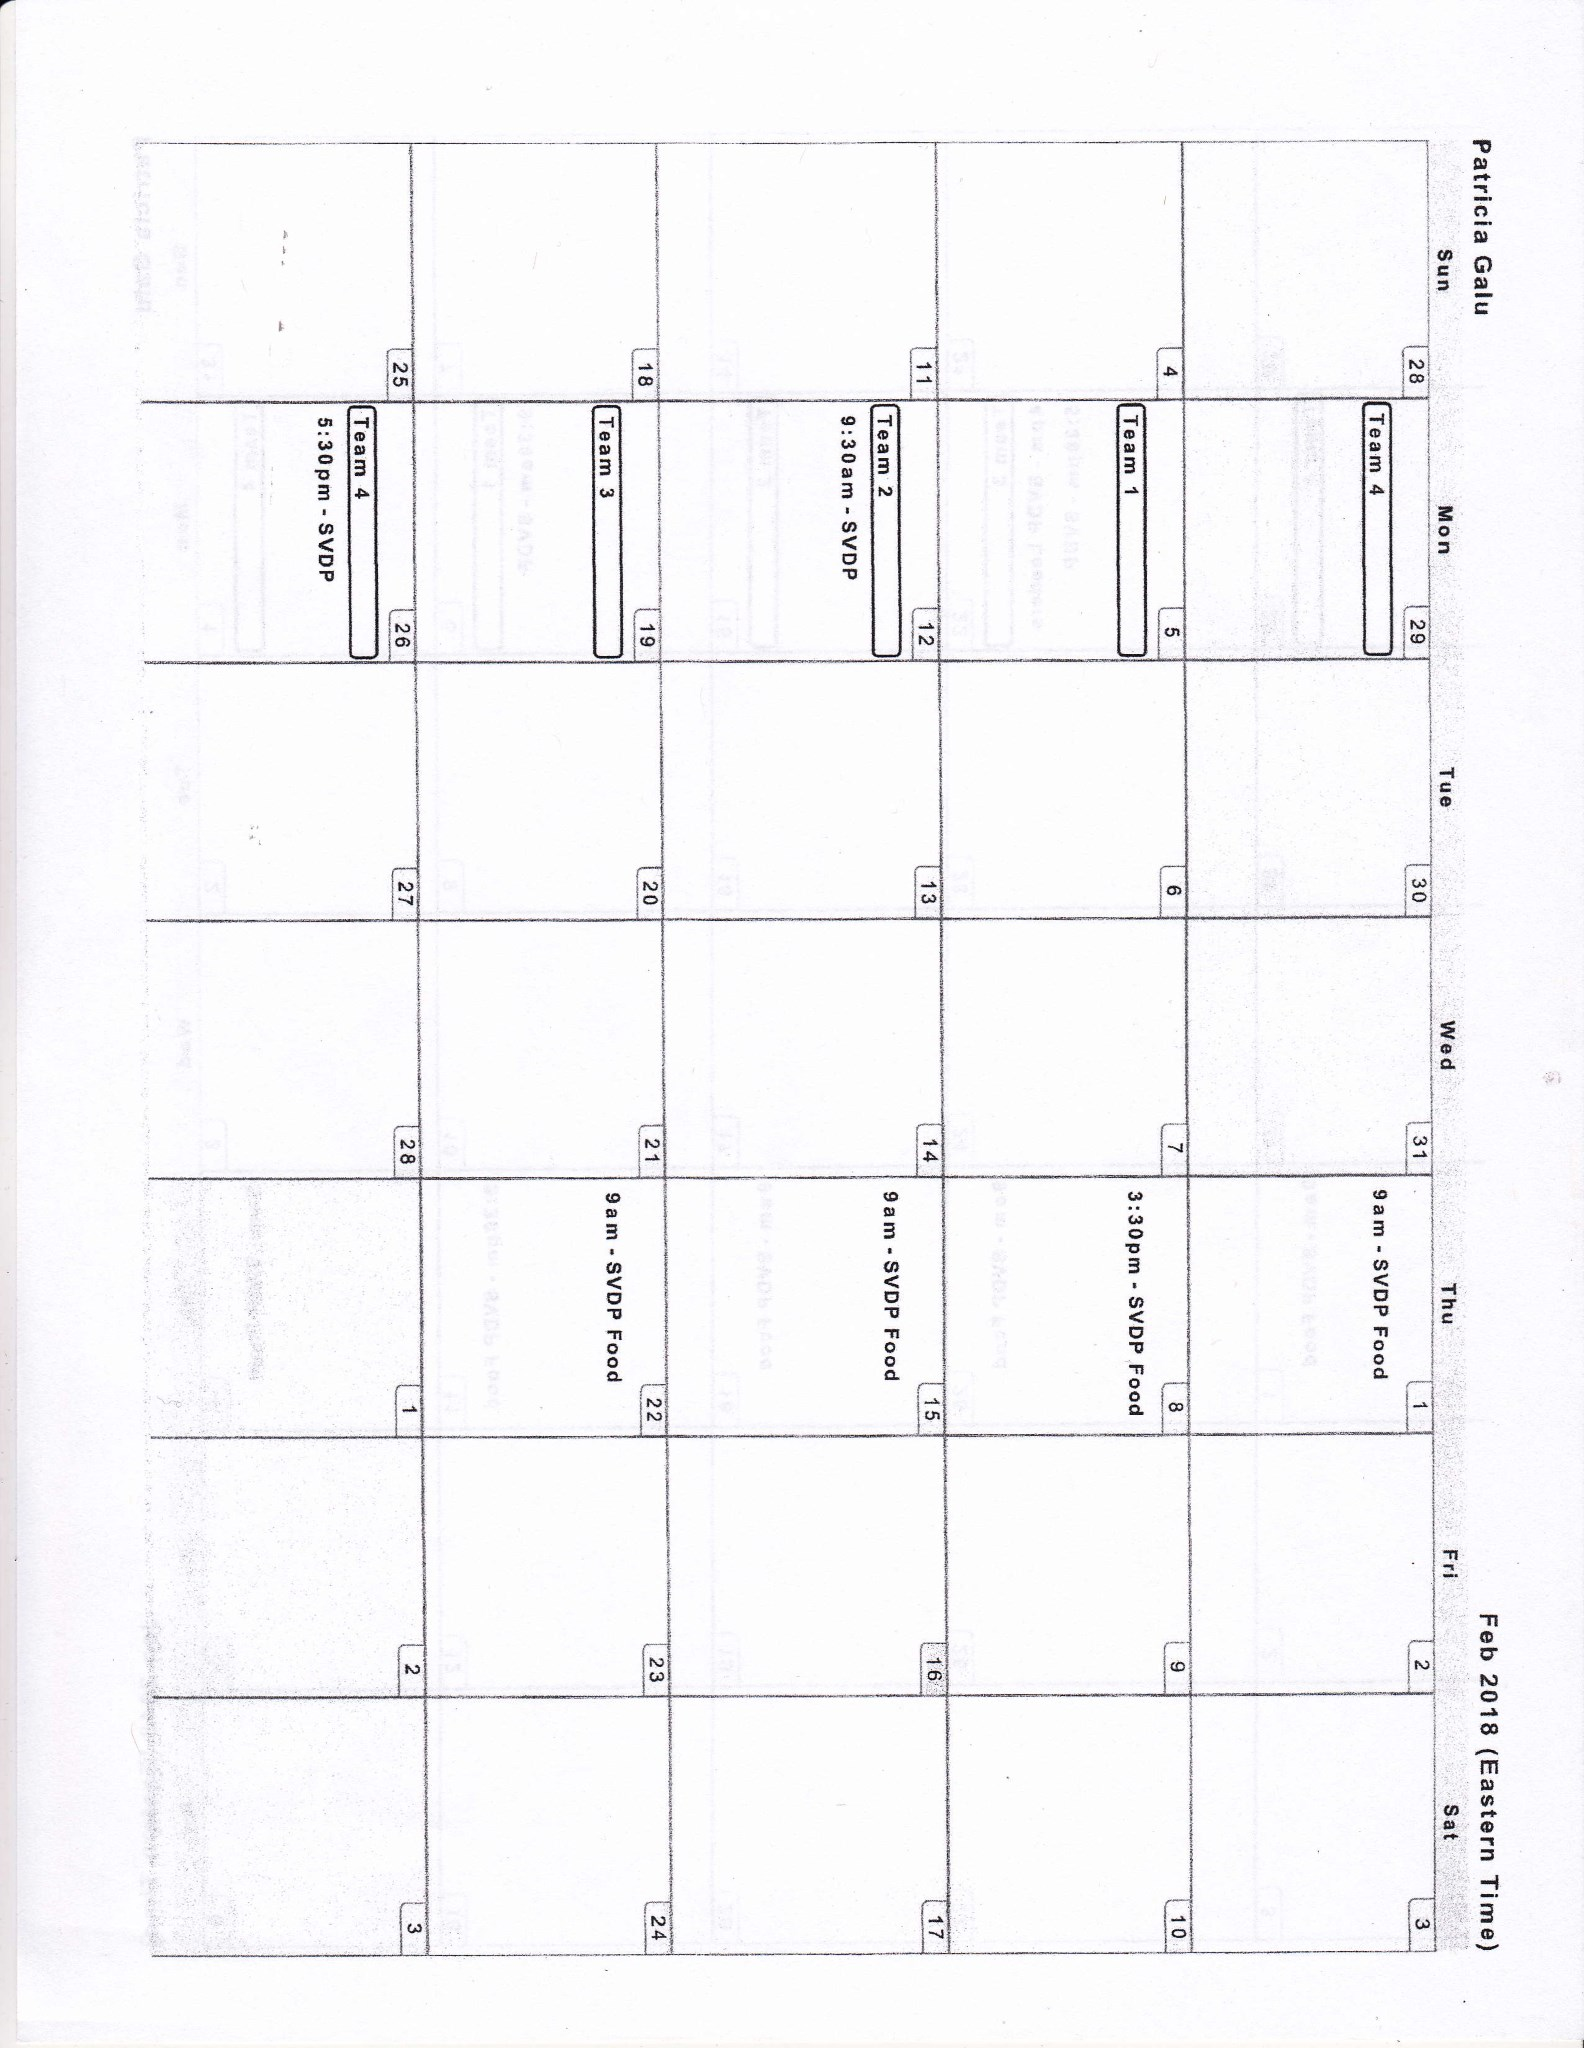 Patricia Galu
Feb 2018 (Eastern Time)
Sun Mon Tue Wed Thu Fri Sat
28 29 30 31 1 2 3
Team 4
9am - SVDP Food
4 5 6 7 8 9 10
Team 1
3:30pm - SVDP Food
11 12 13 14 15 16 17
Team 2
9am - SVDP Food
9:30am - SVDP
18 19 20 21 22 23 24
Team 3
9am - SVDP Food
25 26 27 28 1 2 3
Team 4
5:30pm - SVDP